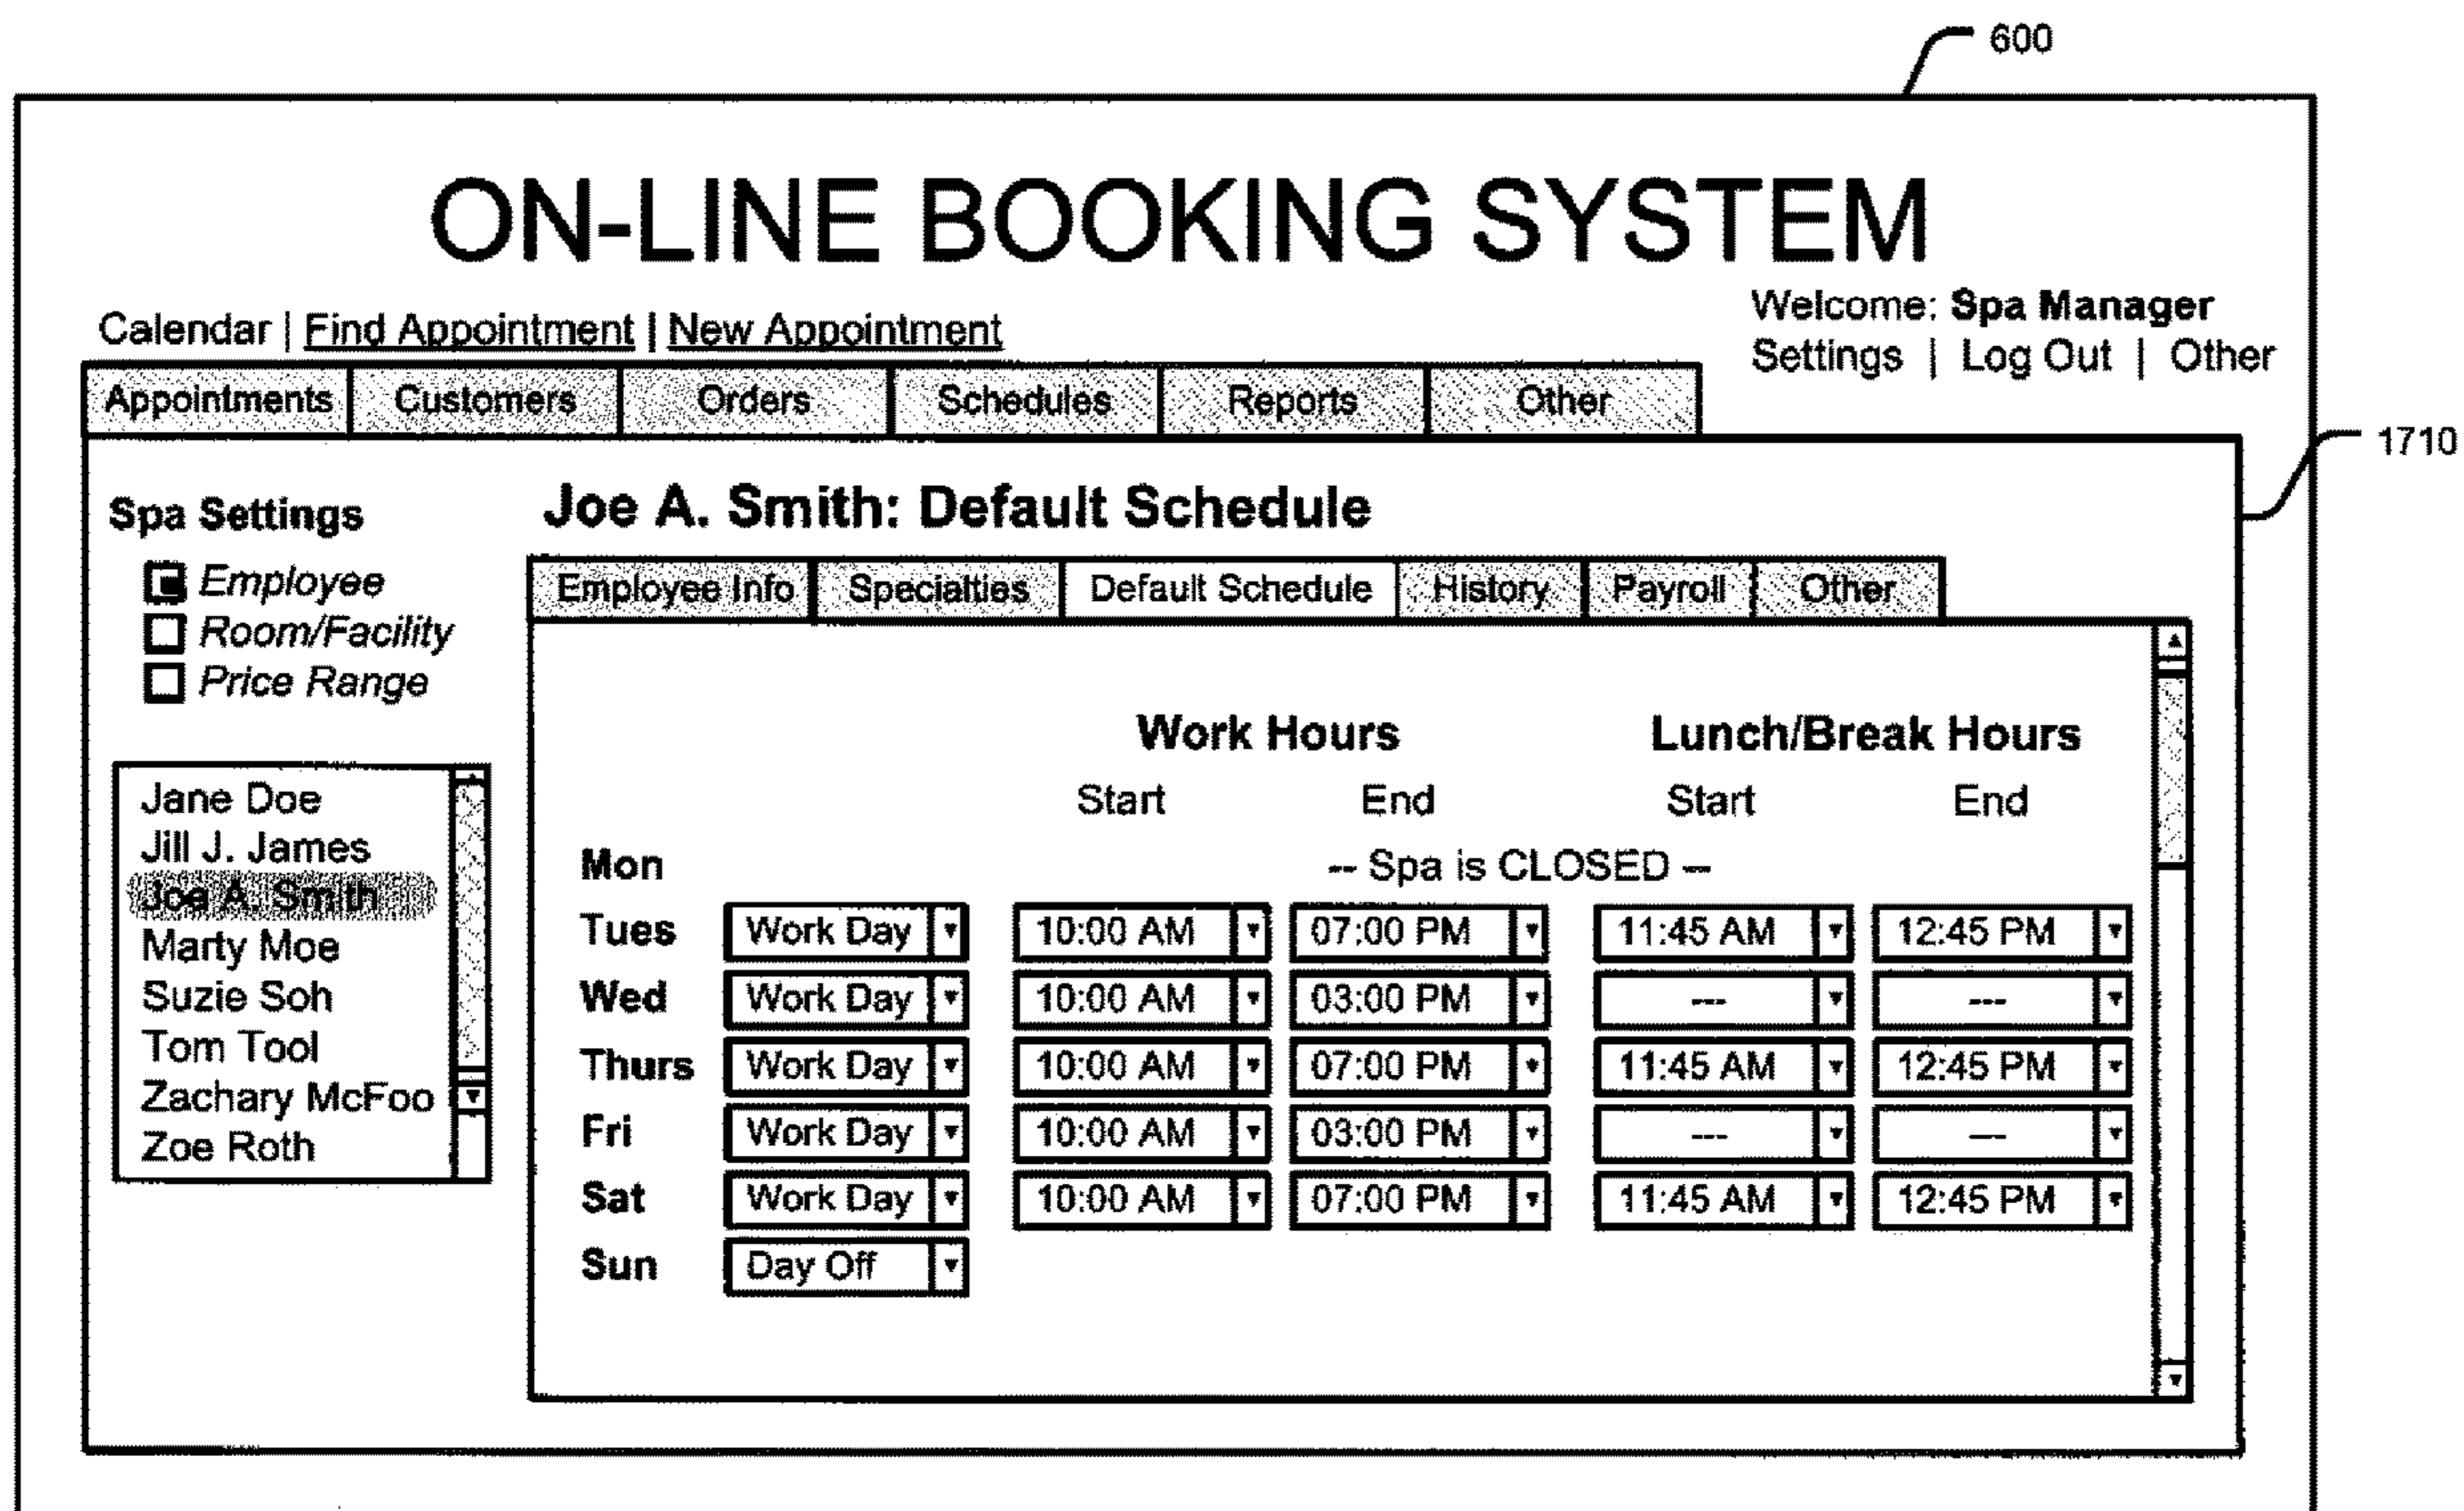 600
ON-LINE BOOKING SYSTEM
Welcome: Spa Manager
Calendar | Find Appointment | New Appointment
Settings | Log Out | Other
Appointments Customers Orders Schedules Reports Other
1710
Spa Settings
Joe A. Smith: Default Schedule
Employee
Room/Facility
Price Range
Employee Info Specialties Default Schedule History Payroll Other
Jane Doe
Jill J. James
Joe A. Smith
Marty Moe
Suzie Soh
Tom Tool
Zachary McFoo
Zoe Roth
Work Hours Lunch/Break Hours
Start End Start End
Mon -- Spa is CLOSED --
Tues Work Day 10:00 AM 07:00 PM 11:45 AM 12:45 PM
Wed Work Day 10:00 AM 03:00 PM --- ---
Thurs Work Day 10:00 AM 07:00 PM 11:45 AM 12:45 PM
Fri Work Day 10:00 AM 03:00 PM --- ---
Sat Work Day 10:00 AM 07:00 PM 11:45 AM 12:45 PM
Sun Day Off